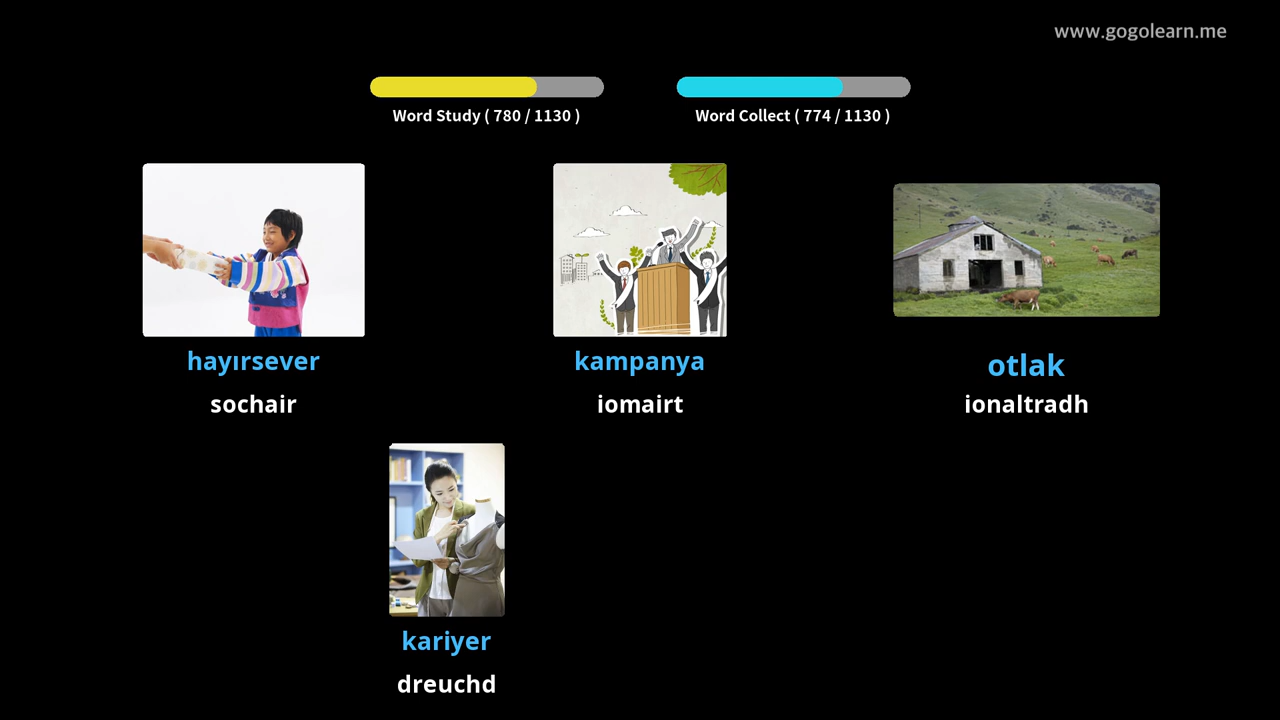 www.gogolearn.me
Word Study ( 780 / 1130 )
Word Collect ( 774 / 1130 )
hayırsever
kampanya
otlak
sochair
iomairt
ionaltradh
kariyer
dreuchd